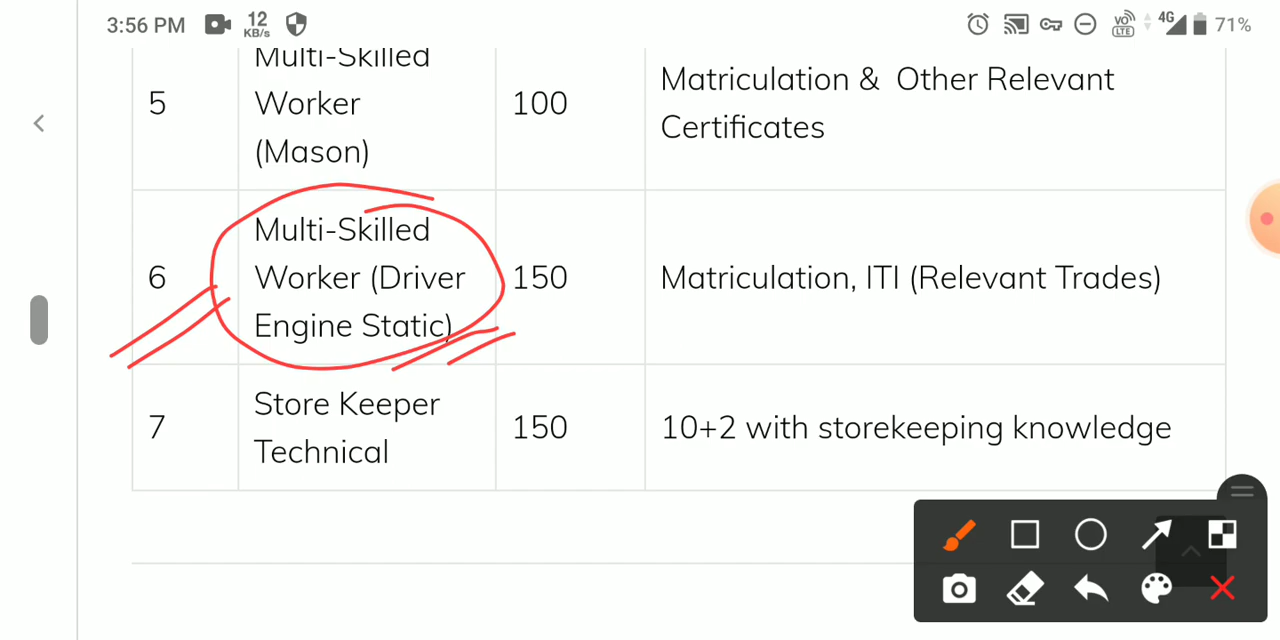 3:56 PM 12 KB/s VO LTE 4G 71%
Multi-Skilled
Worker
(Mason)
5
100
Matriculation & Other Relevant
Certificates
6
Multi-Skilled
Worker (Driver
Engine Static)
150
Matriculation, ITI (Relevant Trades)
7
Store Keeper
Technical
150
10+2 with storekeeping knowledge